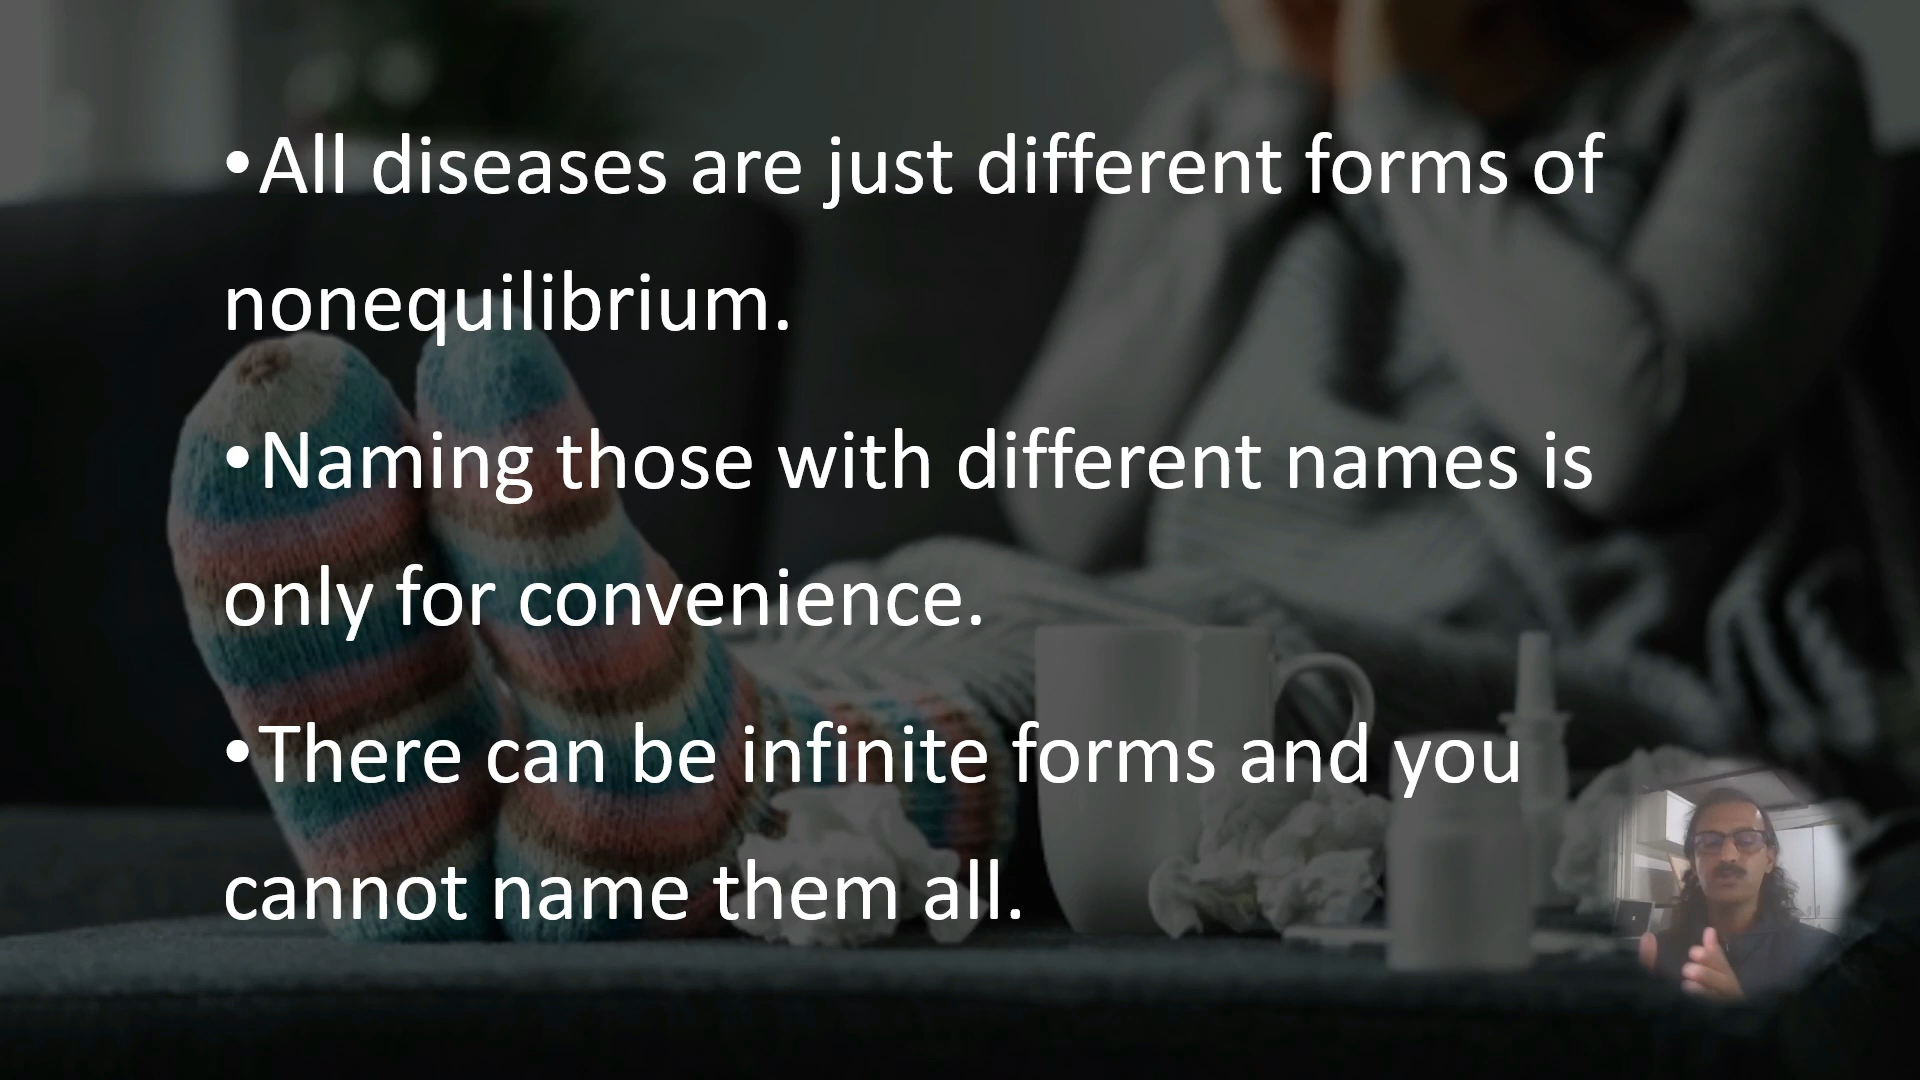 •All diseases are just different forms of
nonequilibrium.
•Naming those with different names is
only for convenience.
•There can be infinite forms and you
cannot name them all.